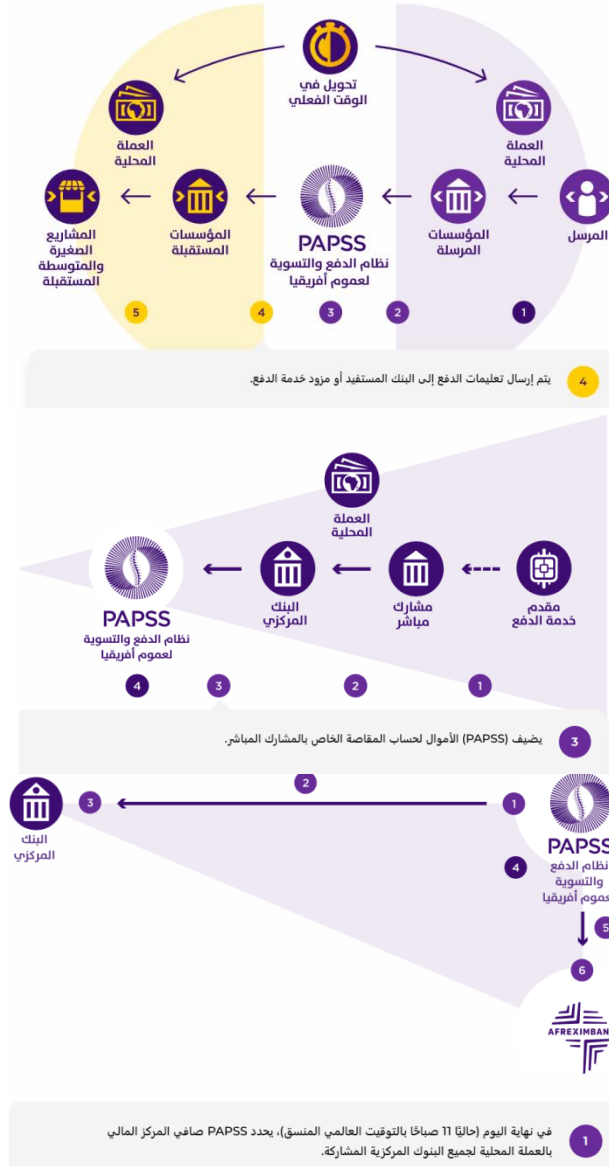 تحويل في
الوقت الفعلي
العملة
المحلية
العملة
المحلية
المرسل
المؤسسات
المرسلة
PAPSS
نظام الدفع والتسوية
لعموم أفريقيا
المؤسسات
المستقبلة
المشاريع
الصغيرة
والمتوسطة
المستقبلة
1
2
3
4
5
4
يتم إرسال تعليمات الدفع إلى البنك المستفيد أو مزود خدمة الدفع.
العملة
المحلية
مقدم
خدمة الدفع
مشارك
مباشر
البنك
المركزي
PAPSS
نظام الدفع والتسوية
لعموم أفريقيا
1
2
3
4
3
يضيف (PAPSS) الأموال لحساب المقاصة الخاص بالمشارك المباشر.
PAPSS
نظام الدفع
والتسوية
لعموم أفريقيا
1
2
3
البنك
المركزي
4
5
6
AFREXIMBANK
1
في نهاية اليوم (حاليًا 11 صباحًا بالتوقيت العالمي المنسق)، يحدد PAPSS صافي المركز المالي
بالعملة المحلية لجميع البنوك المركزية المشاركة.